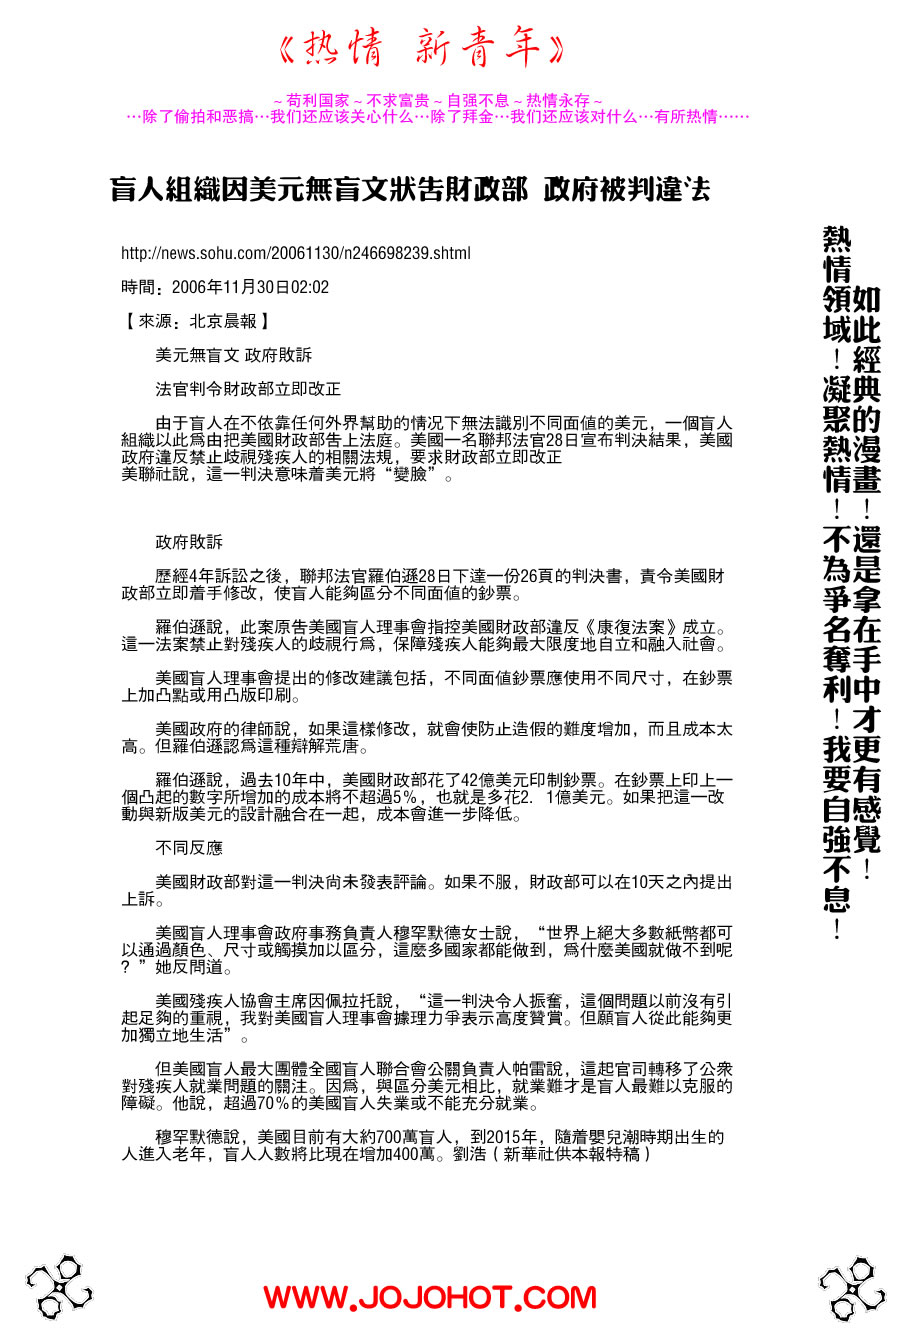 《热情 新青年》
~苟利国家~不求富贵~自强不息~热情永存~
…除了偷拍和恶搞…我们还应该关心什么…除了拜金…我们还应该对什么…有所热情……
盲人組織因美元無盲文狀告財政部 政府被判違法
http://news.sohu.com/20061130/n246698239.shtml
時間：2006年11月30日02:02
【來源：北京晨報】
美元無盲文 政府敗訴
法官判令財政部立即改正
由于盲人在不依靠任何外界幫助的情况下無法識別不同面值的美元，一個盲人
組織以此爲由把美國財政部告上法庭。美國一名聯邦法官28日宣布判決結果，美國
政府違反禁止歧視殘疾人的相關法規，要求財政部立即改正
美聯社說，這一判決意味着美元將“變臉”。
政府敗訴
歷經4年訴訟之後，聯邦法官羅伯遜28日下達一份26頁的判決書，責令美國財
政部立即着手修改，使盲人能夠區分不同面值的鈔票。
羅伯遜說，此案原告美國盲人理事會指控美國財政部違反《康復法案》成立。
這一法案禁止對殘疾人的歧視行爲，保障殘疾人能夠最大限度地自立和融入社會。
美國盲人理事會提出的修改建議包括，不同面值鈔票應使用不同尺寸，在鈔票
上加凸點或用凸版印刷。
美國政府的律師說，如果這樣修改，就會使防止造假的難度增加，而且成本太
高。但羅伯遜認爲這種辯解荒唐。
羅伯遜說，過去10年中，美國財政部花了42億美元印制鈔票。在鈔票上印上一
個凸起的數字所增加的成本將不超過5%，也就是多花2．1億美元。如果把這一改
動與新版美元的設計融合在一起，成本會進一步降低。
不同反應
美國財政部對這一判決尚未發表評論。如果不服，財政部可以在10天之內提出
上訴。
美國盲人理事會政府事務負責人穆罕默德女士說，“世界上絕大多數紙幣都可
以通過顏色、尺寸或觸摸加以區分，這麼多國家都能做到，爲什麼美國就做不到呢
？”她反問道。
美國殘疾人協會主席因佩拉托說，“這一判決令人振奮，這個問題以前沒有引
起足夠的重視，我對美國盲人理事會據理力爭表示高度贊賞。但願盲人從此能夠更
加獨立地生活”。
但美國盲人最大團體全國盲人聯合會公關負責人帕雷說，這起官司轉移了公衆
對殘疾人就業問題的關注。因爲，與區分美元相比，就業難才是盲人最難以克服的
障礙。他說，超過70%的美國盲人失業或不能充分就業。
穆罕默德說，美國目前有大約700萬盲人，到2015年，隨着嬰兒潮時期出生的
人進入老年，盲人人數將比現在增加400萬。劉浩（新華社供本報特稿）
如此經典的漫畫！還是拿在手中才更有感覺！
熱情領域！凝聚熱情！不為爭名奪利！我要自強不息！
WWW.JOJOHOT.COM